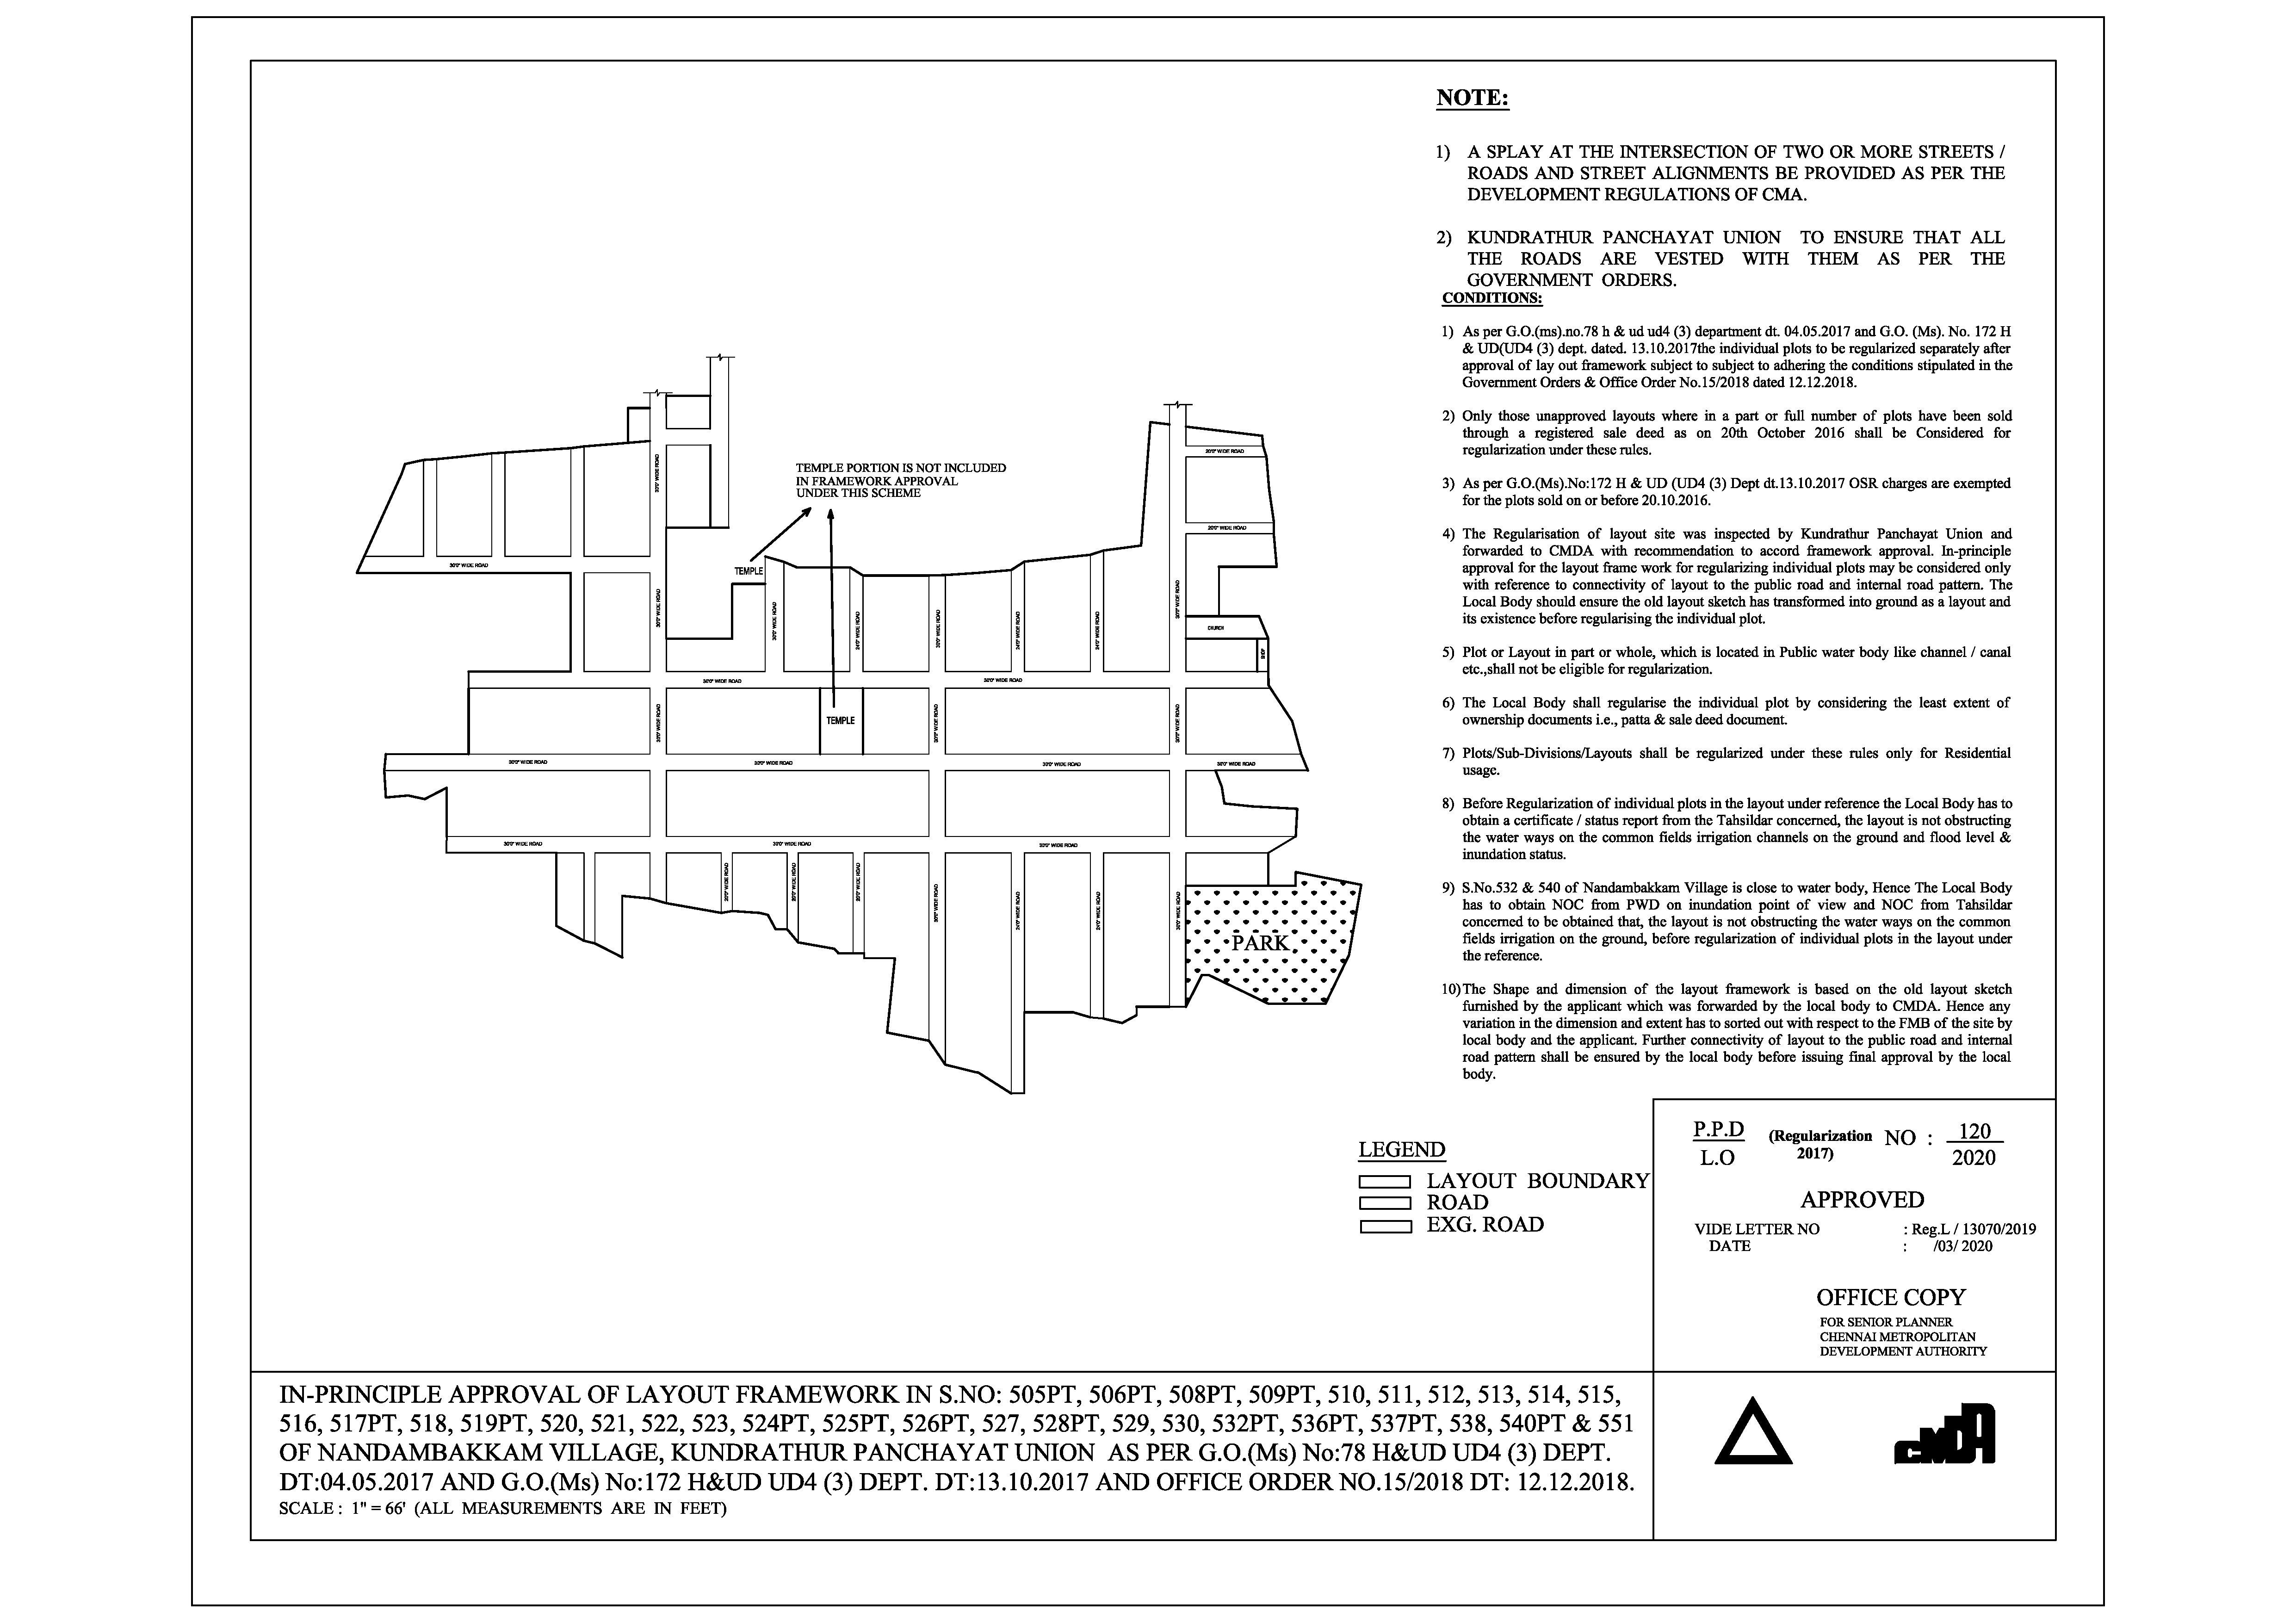 NOTE:
1) A SPLAY AT THE INTERSECTION OF TWO OR MORE STREETS /
ROADS AND STREET ALIGNMENTS BE PROVIDED AS PER THE
DEVELOPMENT REGULATIONS OF CMA.
2) KUNDRATHUR PANCHAYAT UNION TO ENSURE THAT ALL
THE ROADS ARE VESTED WITH THEM AS PER THE
GOVERNMENT ORDERS.
CONDITIONS:
1) As per G.O.(ms).no.78 h & ud ud4 (3) department dt. 04.05.2017 and G.O. (Ms). No. 172 H
& UD(UD4 (3) dept. dated. 13.10.2017the individual plots to be regularized separately after
approval of lay out framework subject to subject to adhering the conditions stipulated in the
Government Orders & Office Order No.15/2018 dated 12.12.2018.
2) Only those unapproved layouts where in a part or full number of plots have been sold
through a registered sale deed as on 20th October 2016 shall be Considered for
regularization under these rules.
3) As per G.O.(Ms).No:172 H & UD (UD4 (3) Dept dt.13.10.2017 OSR charges are exempted
for the plots sold on or before 20.10.2016.
4) The Regularisation of layout site was inspected by Kundrathur Panchayat Union and
forwarded to CMDA with recommendation to accord framework approval. In-principle
approval for the layout frame work for regularizing individual plots may be considered only
with reference to connectivity of layout to the public road and internal road pattern. The
Local Body should ensure the old layout sketch has transformed into ground as a layout and
its existence before regularising the individual plot.
5) Plot or Layout in part or whole, which is located in Public water body like channel / canal
etc.,shall not be eligible for regularization.
6) The Local Body shall regularise the individual plot by considering the least extent of
ownership documents i.e., patta & sale deed document.
7) Plots/Sub-Divisions/Layouts shall be regularized under these rules only for Residential
usage.
8) Before Regularization of individual plots in the layout under reference the Local Body has to
obtain a certificate / status report from the Tahsildar concerned, the layout is not obstructing
the water ways on the common fields irrigation channels on the ground and flood level &
inundation status.
9) S.No.532 & 540 of Nandambakkam Village is close to water body, Hence The Local Body
has to obtain NOC from PWD on inundation point of view and NOC from Tahsildar
concerned to be obtained that, the layout is not obstructing the water ways on the common
fields irrigation on the ground, before regularization of individual plots in the layout under
the reference.
10)The Shape and dimension of the layout framework is based on the old layout sketch
furnished by the applicant which was forwarded by the local body to CMDA. Hence any
variation in the dimension and extent has to sorted out with respect to the FMB of the site by
local body and the applicant. Further connectivity of layout to the public road and internal
road pattern shall be ensured by the local body before issuing final approval by the local
body.
TEMPLE PORTION IS NOT INCLUDED
IN FRAMEWORK APPROVAL
UNDER THIS SCHEME
TEMPLE
TEMPLE
CHURCH
PARK
30'0" WIDE ROAD
30'0" WIDE ROAD
30'0" WIDE ROAD
30'0" WIDE ROAD
30'0" WIDE ROAD
30'0" WIDE ROAD
30'0" WIDE ROAD
30'0" WIDE ROAD
30'0" WIDE ROAD
30'0" WIDE ROAD
20'0" WIDE ROAD
LEGEND
LAYOUT BOUNDARY
ROAD
EXG. ROAD
P.P.D
L.O
(Regularization
2017)
NO : 120
2020
APPROVED
VIDE LETTER NO : Reg.L / 13070/2019
DATE : /03/ 2020
OFFICE COPY
FOR SENIOR PLANNER
CHENNAI METROPOLITAN
DEVELOPMENT AUTHORITY
IN-PRINCIPLE APPROVAL OF LAYOUT FRAMEWORK IN S.NO: 505PT, 506PT, 508PT, 509PT, 510, 511, 512, 513, 514, 515,
516, 517PT, 518, 519PT, 520, 521, 522, 523, 524PT, 525PT, 526PT, 527, 528PT, 529, 530, 532PT, 536PT, 537PT, 538, 540PT & 551
OF NANDAMBAKKAM VILLAGE, KUNDRATHUR PANCHAYAT UNION AS PER G.O.(Ms) No:78 H&UD UD4 (3) DEPT.
DT:04.05.2017 AND G.O.(Ms) No:172 H&UD UD4 (3) DEPT. DT:13.10.2017 AND OFFICE ORDER NO.15/2018 DT: 12.12.2018.
SCALE : 1" = 66' (ALL MEASUREMENTS ARE IN FEET)
CMDA